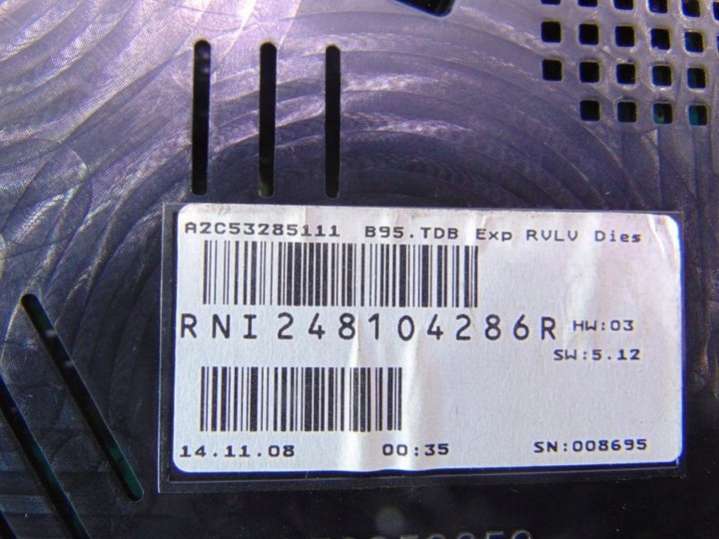 A2C53285111 B95.TDB Exp RVLV Dies
RNI248104286R HW:03
SW:5.12
14.11.08 00:35 SN:008695